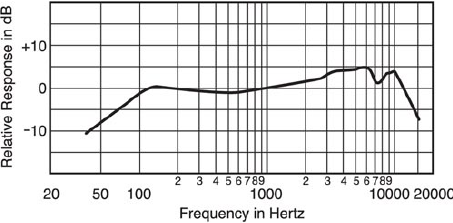 Relative Response in dB
+10
0
-10
2 3 4 5 6 7 8 9 2 3 4 5 6 7 8 9
20 50 100 1000 10000 20000
Frequency in Hertz